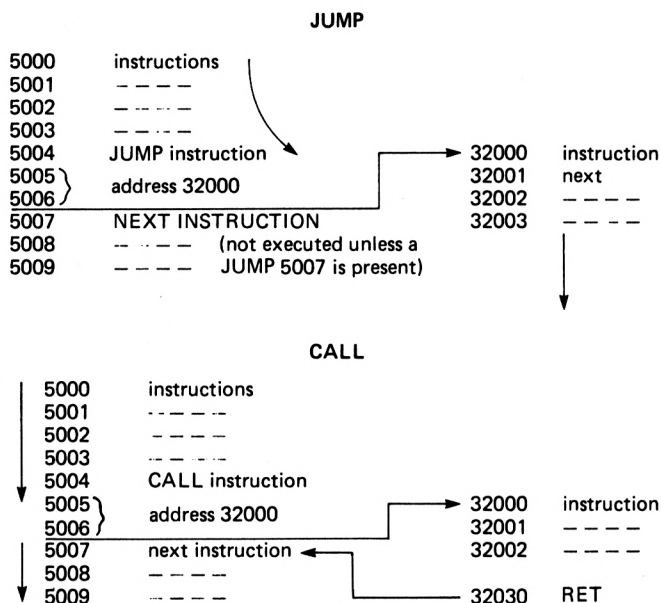 JUMP
5000 instructions
5001 – – – –
5002 – – – –
5003 – – – –
5004 JUMP instruction 32000 instruction
5005 } address 32000 32001 next
5006 32002 – – – –
5007 NEXT INSTRUCTION 32003 – – – –
5008 – – – – (not executed unless a
5009 – – – – JUMP 5007 is present)
CALL
5000 instructions
5001 – – – –
5002 – – – –
5003 – – – –
5004 CALL instruction
5005 } address 32000 32000 instruction
5006 32001 – – – –
5007 next instruction 32002 – – – –
5008 – – – –
5009 – – – – 32030 RET